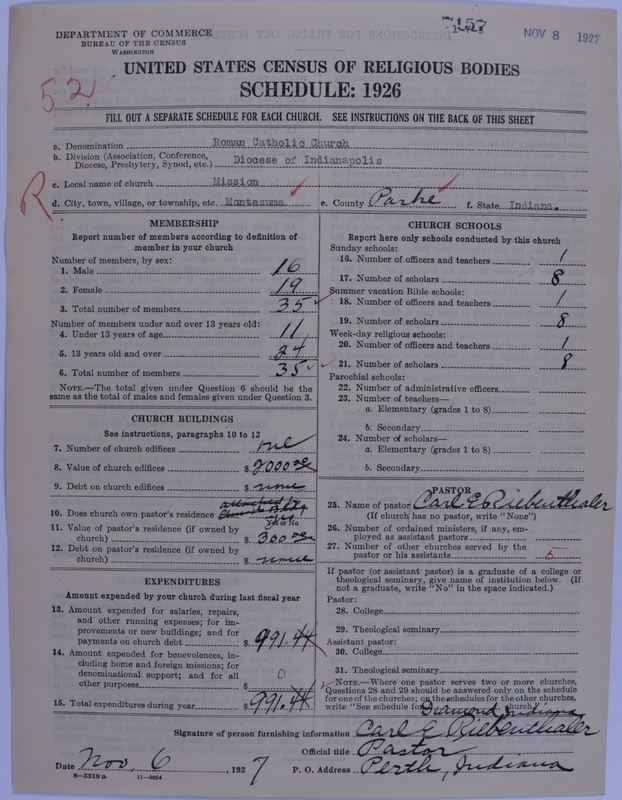 DEPARTMENT OF COMMERCE
BUREAU OF THE CENSUS
WASHINGTON
7157
NOV 8 1927
UNITED STATES CENSUS OF RELIGIOUS BODIES
SCHEDULE: 1926
52
FILL OUT A SEPARATE SCHEDULE FOR EACH CHURCH. SEE INSTRUCTIONS ON THE BACK OF THIS SHEET
R
a. Denomination Roman Catholic Church
b. Division (Association, Conference, Diocese, Presbytery, Synod, etc.) Diocese of Indianapolis
c. Local name of church Mission
d. City, town, village, or township, etc. Montezuma e. County Parke f. State Indiana.
MEMBERSHIP
Report number of members according to definition of
member in your church
Number of members, by sex:
1. Male 16
2. Female 19
3. Total number of members 35
Number of members under and over 13 years old:
4. Under 13 years of age 11
5. 13 years old and over 24
6. Total number of members 35
NOTE.—The total given under Question 6 should be the
same as the total of males and females given under Question 3.
CHURCH BUILDINGS
See instructions, paragraphs 10 to 12
7. Number of church edifices one
8. Value of church edifices $ 2000.00
9. Debt on church edifices $ none
attached to
Church Bldg
10. Does church own pastor's residence yes
Yes or No
11. Value of pastor's residence (if owned by
church) $ 300.00
12. Debt on pastor's residence (if owned by
church) $ none
EXPENDITURES
Amount expended by your church during last fiscal year
13. Amount expended for salaries, repairs,
and other running expenses; for im-
provements or new buildings; and for
payments on church debt $ 991.44
14. Amount expended for benevolences, in-
cluding home and foreign missions; for
denominational support; and for all
other purposes $ 0
15. Total expenditures during year $ 991.44
CHURCH SCHOOLS
Report here only schools conducted by this church
Sunday schools:
16. Number of officers and teachers 1
17. Number of scholars 8
Summer vacation Bible schools:
18. Number of officers and teachers 1
19. Number of scholars 8
Week-day religious schools:
20. Number of officers and teachers 1
21. Number of scholars 8
Parochial schools:
22. Number of administrative officers
23. Number of teachers—
a. Elementary (grades 1 to 8)
b. Secondary
24. Number of scholars—
a. Elementary (grades 1 to 8)
b. Secondary
PASTOR
25. Name of pastor Carl E Riebenthaler
(If church has no pastor, write "None")
26. Number of ordained ministers, if any, em-
ployed as assistant pastors
27. Number of other churches served by the
pastor or his assistants 5
If pastor (or assistant pastor) is a graduate of a college or
theological seminary, give name of institution below. (If
not a graduate, write "No" in the space indicated.)
Pastor:
28. College
29. Theological seminary
Assistant pastor:
30. College
31. Theological seminary
NOTE.—Where one pastor serves two or more churches,
Questions 28 and 29 should be answered only on the schedule
for one of the churches; on the schedules for the other churches,
write "See schedule for Diamond, Indiana church."
Signature of person furnishing information Carl E Riebenthaler
Official title Pastor
Date Nov. 6, 1927 P. O. Address Perth, Indiana
8—5518 a 11—9054